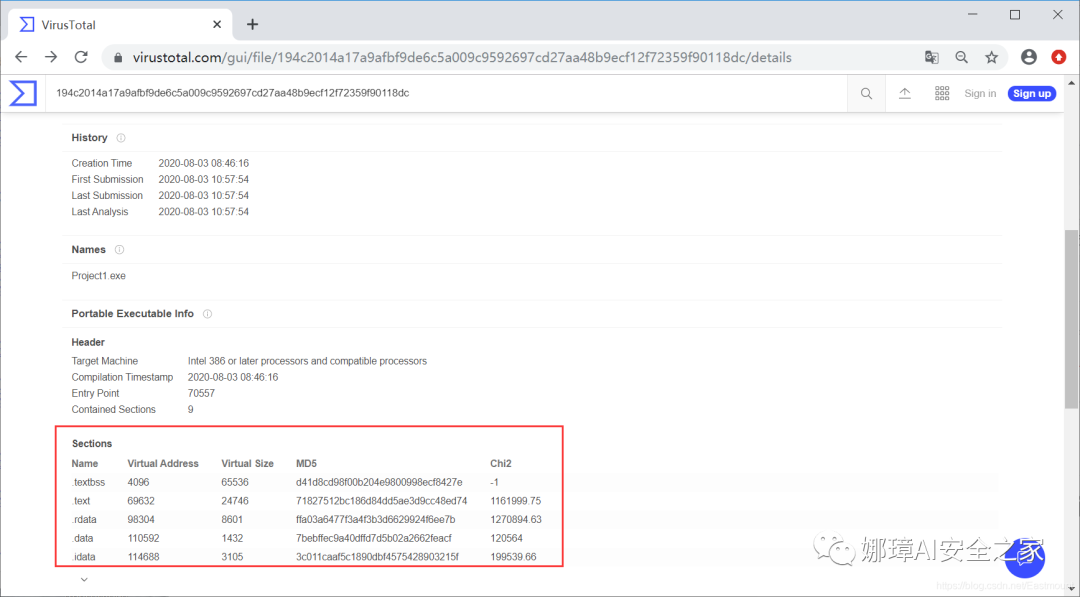 VirusTotal
virustotal.com/gui/file/194c2014a17a9afbf9de6c5a009c9592697cd27aa48b9ecf12f72359f90118dc/details
194c2014a17a9afbf9de6c5a009c9592697cd27aa48b9ecf12f72359f90118dc
Sign in
Sign up
History
Creation Time 2020-08-03 08:46:16
First Submission 2020-08-03 10:57:54
Last Submission 2020-08-03 10:57:54
Last Analysis 2020-08-03 10:57:54
Names
Project1.exe
Portable Executable Info
Header
Target Machine Intel 386 or later processors and compatible processors
Compilation Timestamp 2020-08-03 08:46:16
Entry Point 70557
Contained Sections 9
Sections
Name Virtual Address Virtual Size MD5 Chi2
.textbss 4096 65536 d41d8cd98f00b204e9800998ecf8427e -1
.text 69632 24746 71827512bc186d84dd5ae3d9cc48ed74 1161999.75
.rdata 98304 8601 ffa03a6477f3a4f3b3d6629924f6ee7b 1270894.63
.data 110592 1432 7bebffec9a40dffd7d5b02a2662feacf 120564
.idata 114688 3105 3c011caaf5c1890dbf4575428903215f 199539.66
娜璋AI安全之家